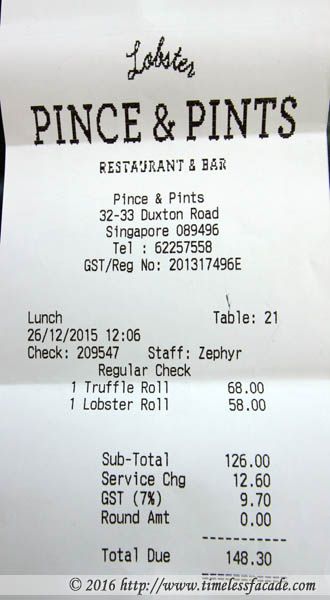 Lobster
PINCE & PINTS
RESTAURANT & BAR
Pince & Pints
32-33 Duxton Road
Singapore 089496
Tel : 62257558
GST/Reg No: 201317496E
Lunch Table: 21
26/12/2015 12:06
Check: 209547 Staff: Zephyr
Regular Check
1 Truffle Roll 68.00
1 Lobster Roll 58.00
Sub-Total 126.00
Service Chg 12.60
GST (7%) 9.70
Round Amt 0.00
Total Due 148.30
© 2016 http://www.timelessfacade.com